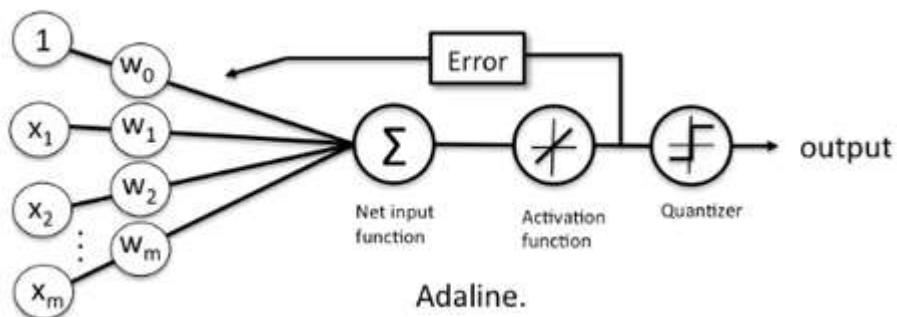 1
w0
Error
x1
w1
Σ
output
x2
w2
Net input
function
Activation
function
Quantizer
⋮
wm
xm
Adaline.